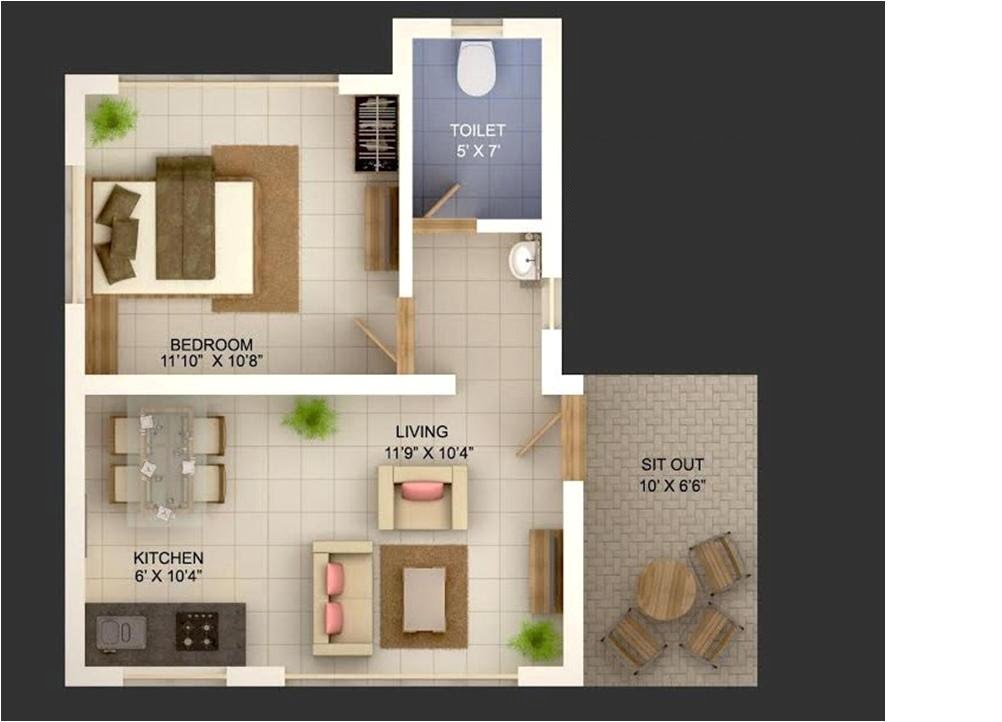 SIT OUT
10' X 6'6"
TOILET
5' X 7'
LIVING
11'9" X 10'4"
BEDROOM
11'10" X 10'8"
KITCHEN
6' X 10'4"